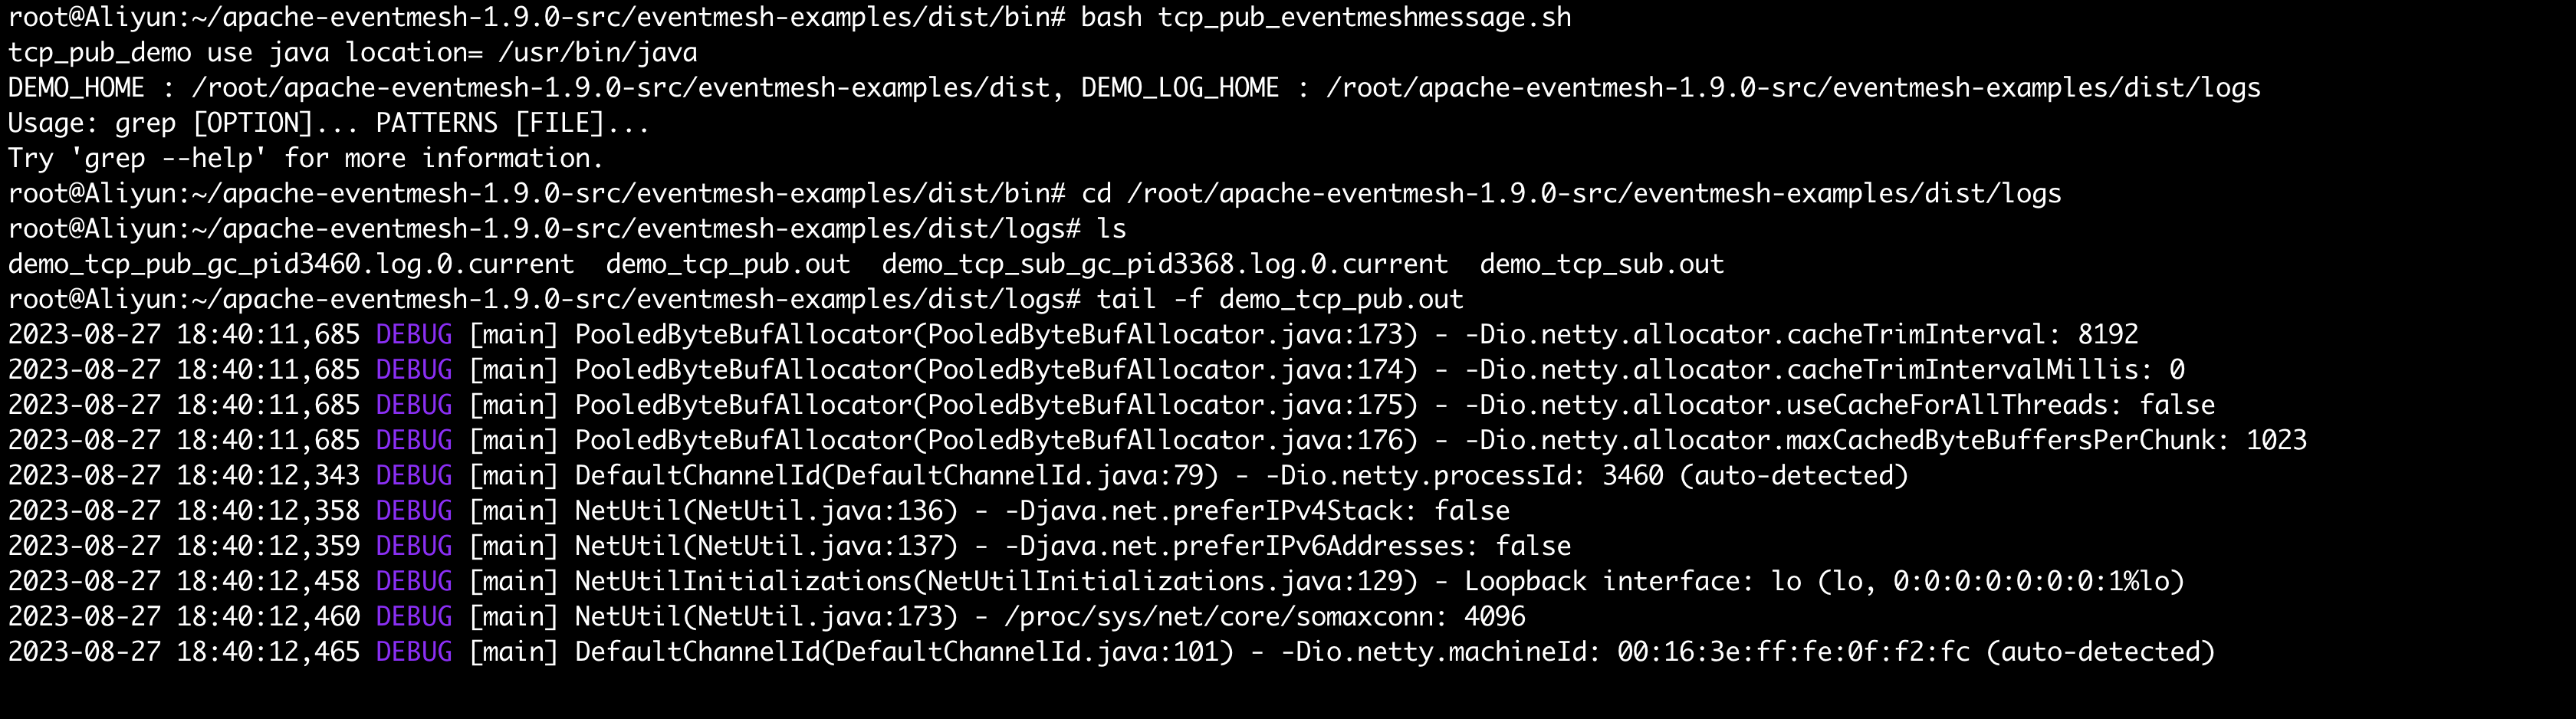 root@Aliyun:~/apache-eventmesh-1.9.0-src/eventmesh-examples/dist/bin# bash tcp_pub_eventmeshmessage.sh
tcp_pub_demo use java location= /usr/bin/java
DEMO_HOME : /root/apache-eventmesh-1.9.0-src/eventmesh-examples/dist, DEMO_LOG_HOME : /root/apache-eventmesh-1.9.0-src/eventmesh-examples/dist/logs
Usage: grep [OPTION]... PATTERNS [FILE]...
Try 'grep --help' for more information.
root@Aliyun:~/apache-eventmesh-1.9.0-src/eventmesh-examples/dist/bin# cd /root/apache-eventmesh-1.9.0-src/eventmesh-examples/dist/logs
root@Aliyun:~/apache-eventmesh-1.9.0-src/eventmesh-examples/dist/logs# ls
demo_tcp_pub_gc_pid3460.log.0.current  demo_tcp_pub.out  demo_tcp_sub_gc_pid3368.log.0.current  demo_tcp_sub.out
root@Aliyun:~/apache-eventmesh-1.9.0-src/eventmesh-examples/dist/logs# tail -f demo_tcp_pub.out
2023-08-27 18:40:11,685 DEBUG [main] PooledByteBufAllocator(PooledByteBufAllocator.java:173) - -Dio.netty.allocator.cacheTrimInterval: 8192
2023-08-27 18:40:11,685 DEBUG [main] PooledByteBufAllocator(PooledByteBufAllocator.java:174) - -Dio.netty.allocator.cacheTrimIntervalMillis: 0
2023-08-27 18:40:11,685 DEBUG [main] PooledByteBufAllocator(PooledByteBufAllocator.java:175) - -Dio.netty.allocator.useCacheForAllThreads: false
2023-08-27 18:40:11,685 DEBUG [main] PooledByteBufAllocator(PooledByteBufAllocator.java:176) - -Dio.netty.allocator.maxCachedByteBuffersPerChunk: 1023
2023-08-27 18:40:12,343 DEBUG [main] DefaultChannelId(DefaultChannelId.java:79) - -Dio.netty.processId: 3460 (auto-detected)
2023-08-27 18:40:12,358 DEBUG [main] NetUtil(NetUtil.java:136) - -Djava.net.preferIPv4Stack: false
2023-08-27 18:40:12,359 DEBUG [main] NetUtil(NetUtil.java:137) - -Djava.net.preferIPv6Addresses: false
2023-08-27 18:40:12,458 DEBUG [main] NetUtilInitializations(NetUtilInitializations.java:129) - Loopback interface: lo (lo, 0:0:0:0:0:0:0:1%lo)
2023-08-27 18:40:12,460 DEBUG [main] NetUtil(NetUtil.java:173) - /proc/sys/net/core/somaxconn: 4096
2023-08-27 18:40:12,465 DEBUG [main] DefaultChannelId(DefaultChannelId.java:101) - -Dio.netty.machineId: 00:16:3e:ff:fe:0f:f2:fc (auto-detected)